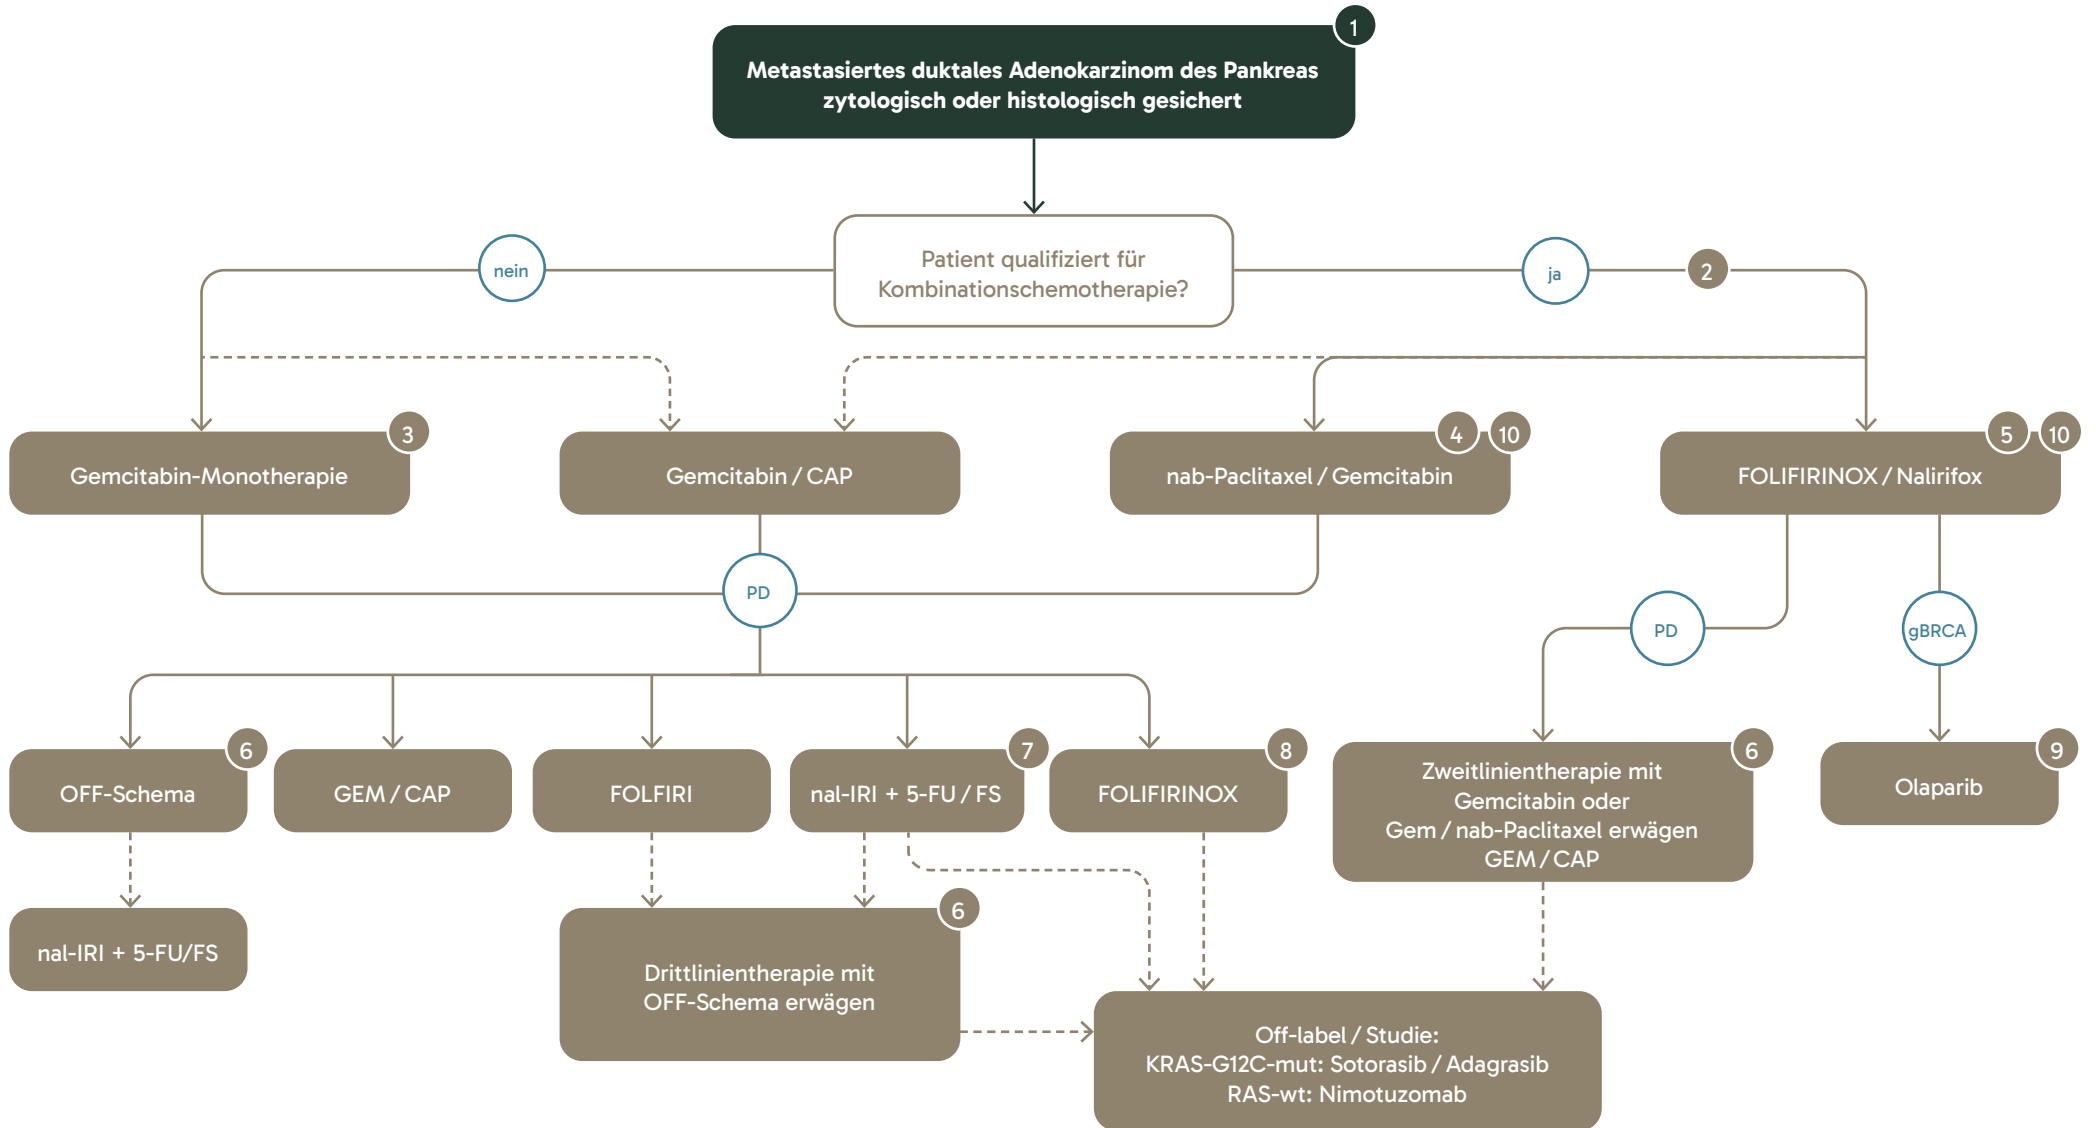 1
Metastasiertes duktales Adenokarzinom des Pankreas
zytologisch oder histologisch gesichert
nein
Patient qualifiziert für
Kombinationschemotherapie?
ja
2
3
Gemcitabin-Monotherapie
Gemcitabin / CAP
4
10
nab-Paclitaxel / Gemcitabin
5
10
FOLIFIRINOX / Nalirifox
PD
PD
gBRCA
6
OFF-Schema
GEM / CAP
FOLFIRI
7
nal-IRI + 5-FU / FS
8
FOLIFIRINOX
6
Zweitlinientherapie mit
Gemcitabin oder
Gem / nab-Paclitaxel erwägen
GEM / CAP
9
Olaparib
nal-IRI + 5-FU/FS
6
Drittlinientherapie mit
OFF-Schema erwägen
Off-label / Studie:
KRAS-G12C-mut: Sotorasib / Adagrasib
RAS-wt: Nimotuzomab